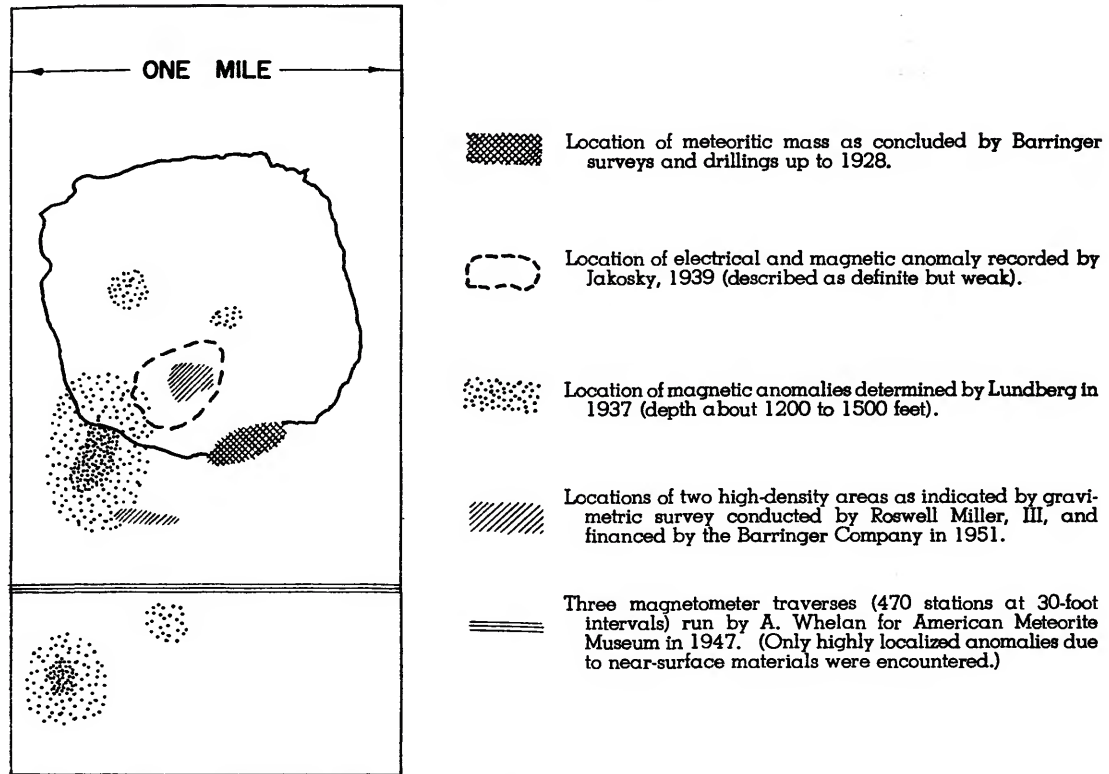 ONE MILE
Location of meteoritic mass as concluded by Barringer
surveys and drillings up to 1928.
Location of electrical and magnetic anomaly recorded by
Jakosky, 1939 (described as definite but weak).
Location of magnetic anomalies determined by Lundberg in
1937 (depth about 1200 to 1500 feet).
Locations of two high-density areas as indicated by gravi-
metric survey conducted by Roswell Miller, III, and
financed by the Barringer Company in 1951.
Three magnetometer traverses (470 stations at 30-foot
intervals) run by A. Whelan for American Meteorite
Museum in 1947. (Only highly localized anomalies due
to near-surface materials were encountered.)